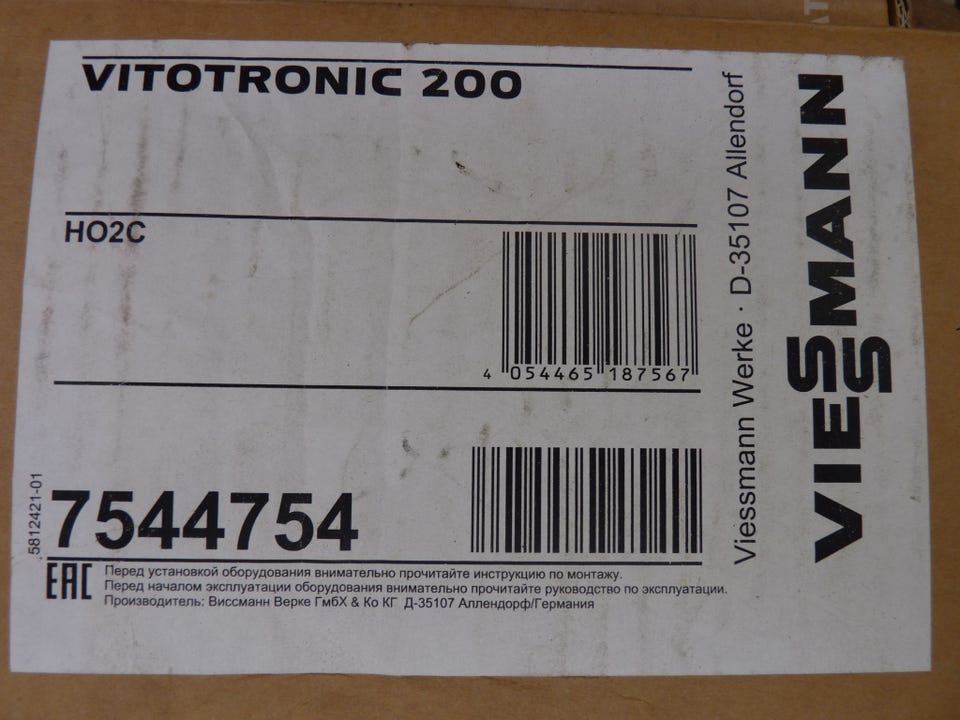 VITOTRONIC 200
HO2C
4 054465 187567
5812421-01
7544754
EAC
Перед установкой оборудования внимательно прочитайте инструкцию по монтажу.
Перед началом эксплуатации оборудования внимательно прочитайте руководство по эксплуатации.
Производитель: Виссманн Верке ГмбХ & Ко КГ Д-35107 Аллендорф/Германия
Viessmann Werke · D-35107 Allendorf
VIESSMANN